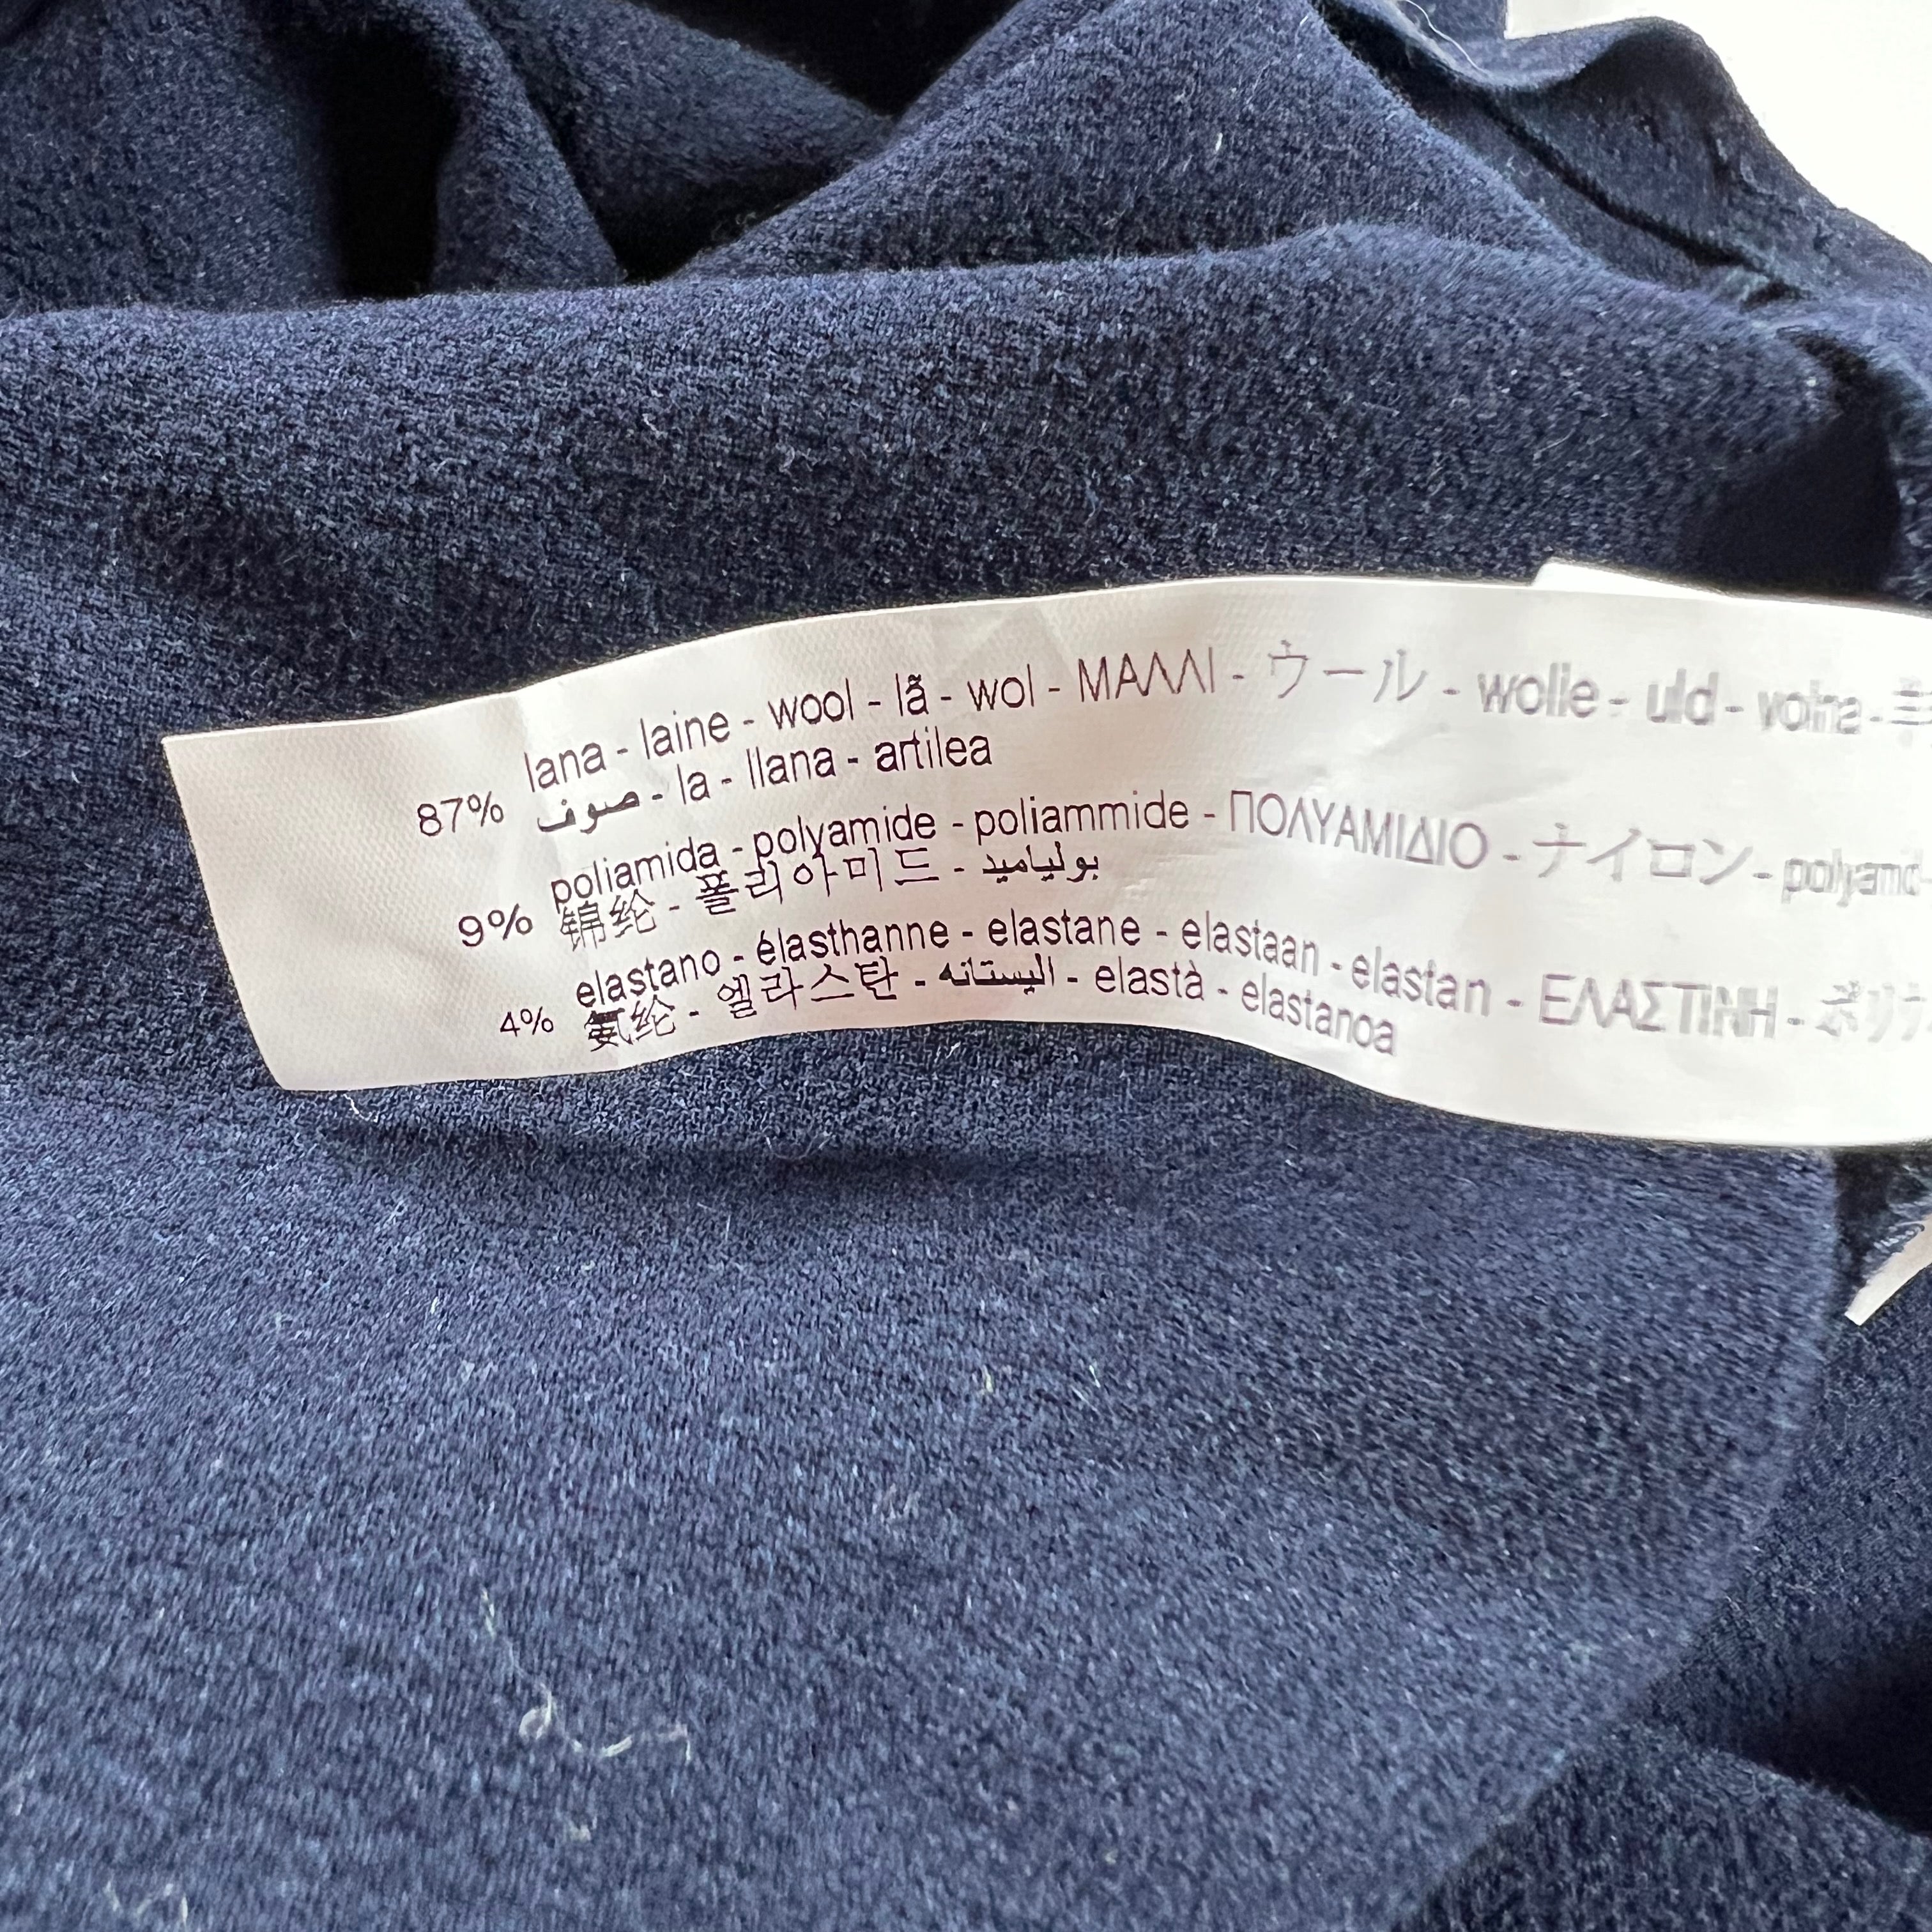 lana - laine - wool - lã - wol - ΜΑΛΛΙ - ウール - wolle - uld - volna -
87% صوف - la - llana - artilea
poliamida - polyamide - poliammide - ΠΟΛΥΑΜΙΔΙΟ - ナイロン - polyamid -
9% 锦纶 - 폴리아미드 - بولياميد
elastano - élasthanne - elastane - elastaan - elastan - ΕΛΑΣΤΙΝΗ -
4% 氨纶 - 엘라스탄 - اليستانه - elastà - elastanoa